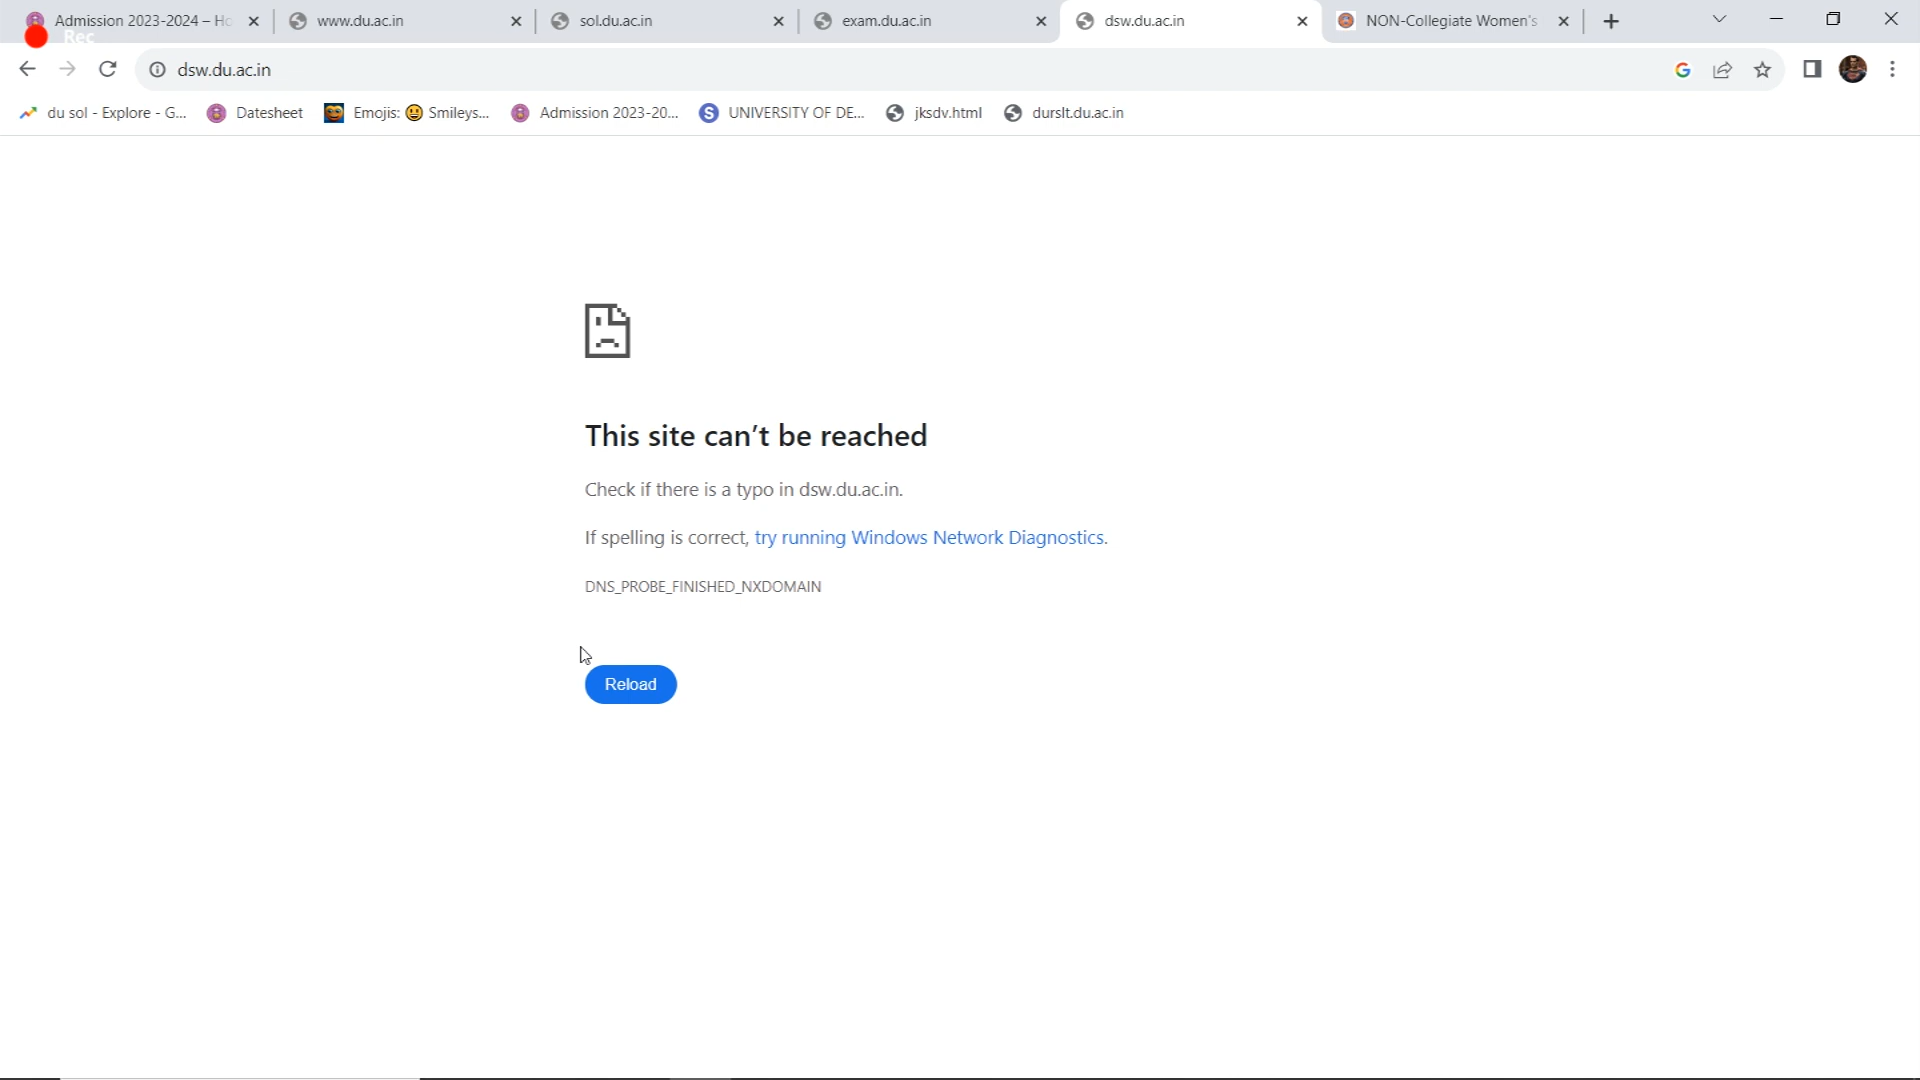 Admission 2023-2024 – Ho
www.du.ac.in
sol.du.ac.in
exam.du.ac.in
dsw.du.ac.in
NON-Collegiate Women's
Rec
dsw.du.ac.in
du sol - Explore - G...
Datesheet
Emojis: 😃 Smileys...
Admission 2023-20...
UNIVERSITY OF DE...
jksdv.html
durslt.du.ac.in
This site can’t be reached
Check if there is a typo in dsw.du.ac.in.
If spelling is correct, try running Windows Network Diagnostics.
DNS_PROBE_FINISHED_NXDOMAIN
Reload